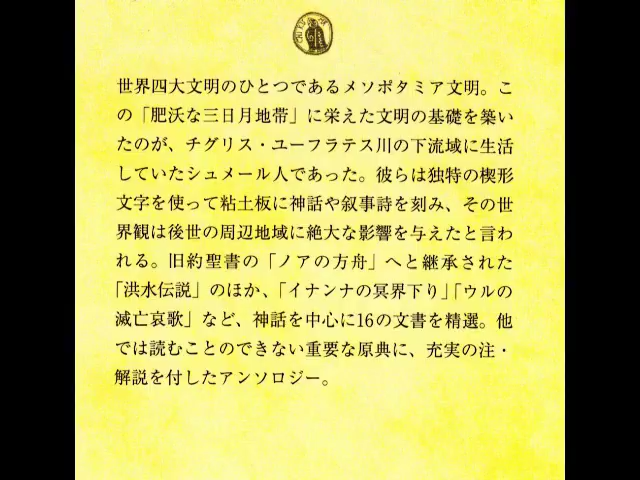 世界四大文明のひとつであるメソポタミア文明。こ
の「肥沃な三日月地帯」に栄えた文明の基礎を築い
たのが、チグリス・ユーフラテス川の下流域に生活
していたシュメール人であった。彼らは独特の楔形
文字を使って粘土板に神話や叙事詩を刻み、その世
界観は後世の周辺地域に絶大な影響を与えたと言わ
れる。旧約聖書の「ノアの方舟」へと継承された
「洪水伝説」のほか、「イナンナの冥界下り」「ウルの
滅亡哀歌」など、神話を中心に16の文書を精選。他
では読むことのできない重要な原典に、充実の注・
解説を付したアンソロジー。